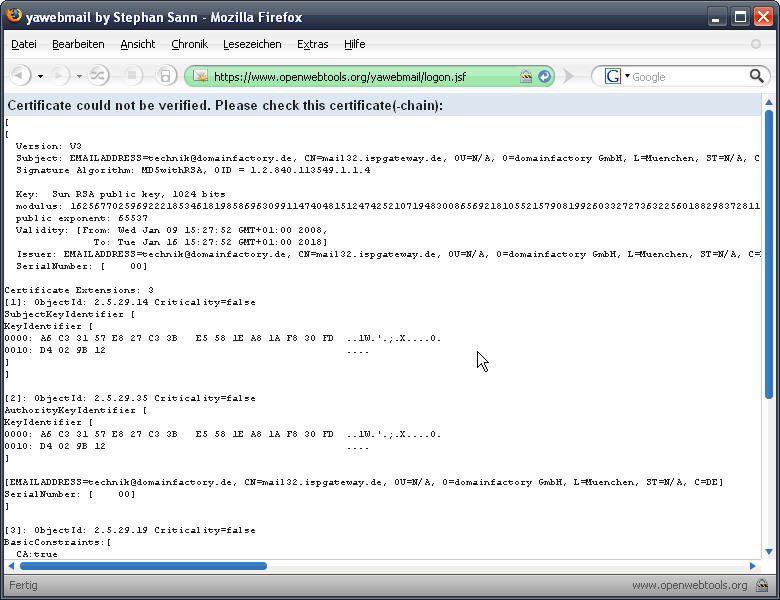 yawebmail by Stephan Sann - Mozilla Firefox
Datei Bearbeiten Ansicht Chronik Lesezeichen Extras Hilfe
https://www.openwebtools.org/yawebmail/logon.jsf
G Google
Certificate could not be verified. Please check this certificate(-chain):
[
[
Version: V3
Subject: EMAILADDRESS=technik@domainfactory.de, CN=mail32.ispgateway.de, OU=N/A, O=domainfactory GmbH, L=Muenchen, ST=N/A, C
Signature Algorithm: MD5withRSA, OID = 1.2.840.113549.1.1.4
Key: Sun RSA public key, 1024 bits
modulus:
public exponent: 65537
Validity: [From: Wed Jan 09 15:27:52 GMT+01:00 2008,
To: Tue Jan 16 15:27:52 GMT+01:00 2018]
Issuer: EMAILADDRESS=technik@domainfactory.de, CN=mail32.ispgateway.de, OU=N/A, O=domainfactory GmbH, L=Muenchen, ST=N/A, C=
SerialNumber: [ 00]
Certificate Extensions: 3
[1]: ObjectId: 2.5.29.14 Criticality=false
SubjectKeyIdentifier [
KeyIdentifier [
0000: A6 C3 31 57 E8 27 C3 3B E5 58 1E A8 1A F8 30 FD ..1W.'.;.X....0.
0010: D4 02 9B 12 ....
]
]
[2]: ObjectId: 2.5.29.35 Criticality=false
AuthorityKeyIdentifier [
KeyIdentifier [
0000: A6 C3 31 57 E8 27 C3 3B E5 58 1E A8 1A F8 30 FD ..1W.'.;.X....0.
0010: D4 02 9B 12 ....
]
[EMAILADDRESS=technik@domainfactory.de, CN=mail32.ispgateway.de, OU=N/A, O=domainfactory GmbH, L=Muenchen, ST=N/A, C=DE]
SerialNumber: [ 00]
]
[3]: ObjectId: 2.5.29.19 Criticality=false
BasicConstraints:[
CA:true
Fertig www.openwebtools.org